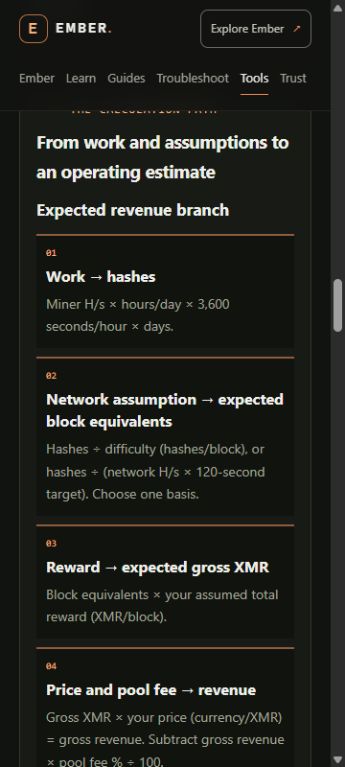 E EMBER.
Explore Ember ↗
Ember Learn Guides Troubleshoot Tools Trust
THE CALCULATION PATH
From work and assumptions to
an operating estimate
Expected revenue branch
01
Work → hashes
Miner H/s × hours/day × 3,600
seconds/hour × days.
02
Network assumption → expected
block equivalents
Hashes ÷ difficulty (hashes/block), or
hashes ÷ (network H/s × 120-second
target). Choose one basis.
03
Reward → expected gross XMR
Block equivalents × your assumed total
reward (XMR/block).
04
Price and pool fee → revenue
Gross XMR × your price (currency/XMR)
= gross revenue. Subtract gross revenue
× pool fee % ÷ 100.